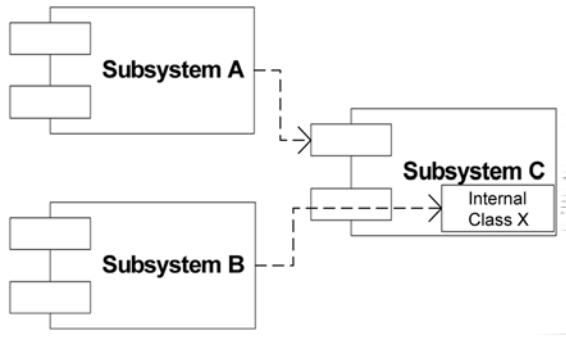 Subsystem A
Subsystem C
Internal
Class X
Subsystem B